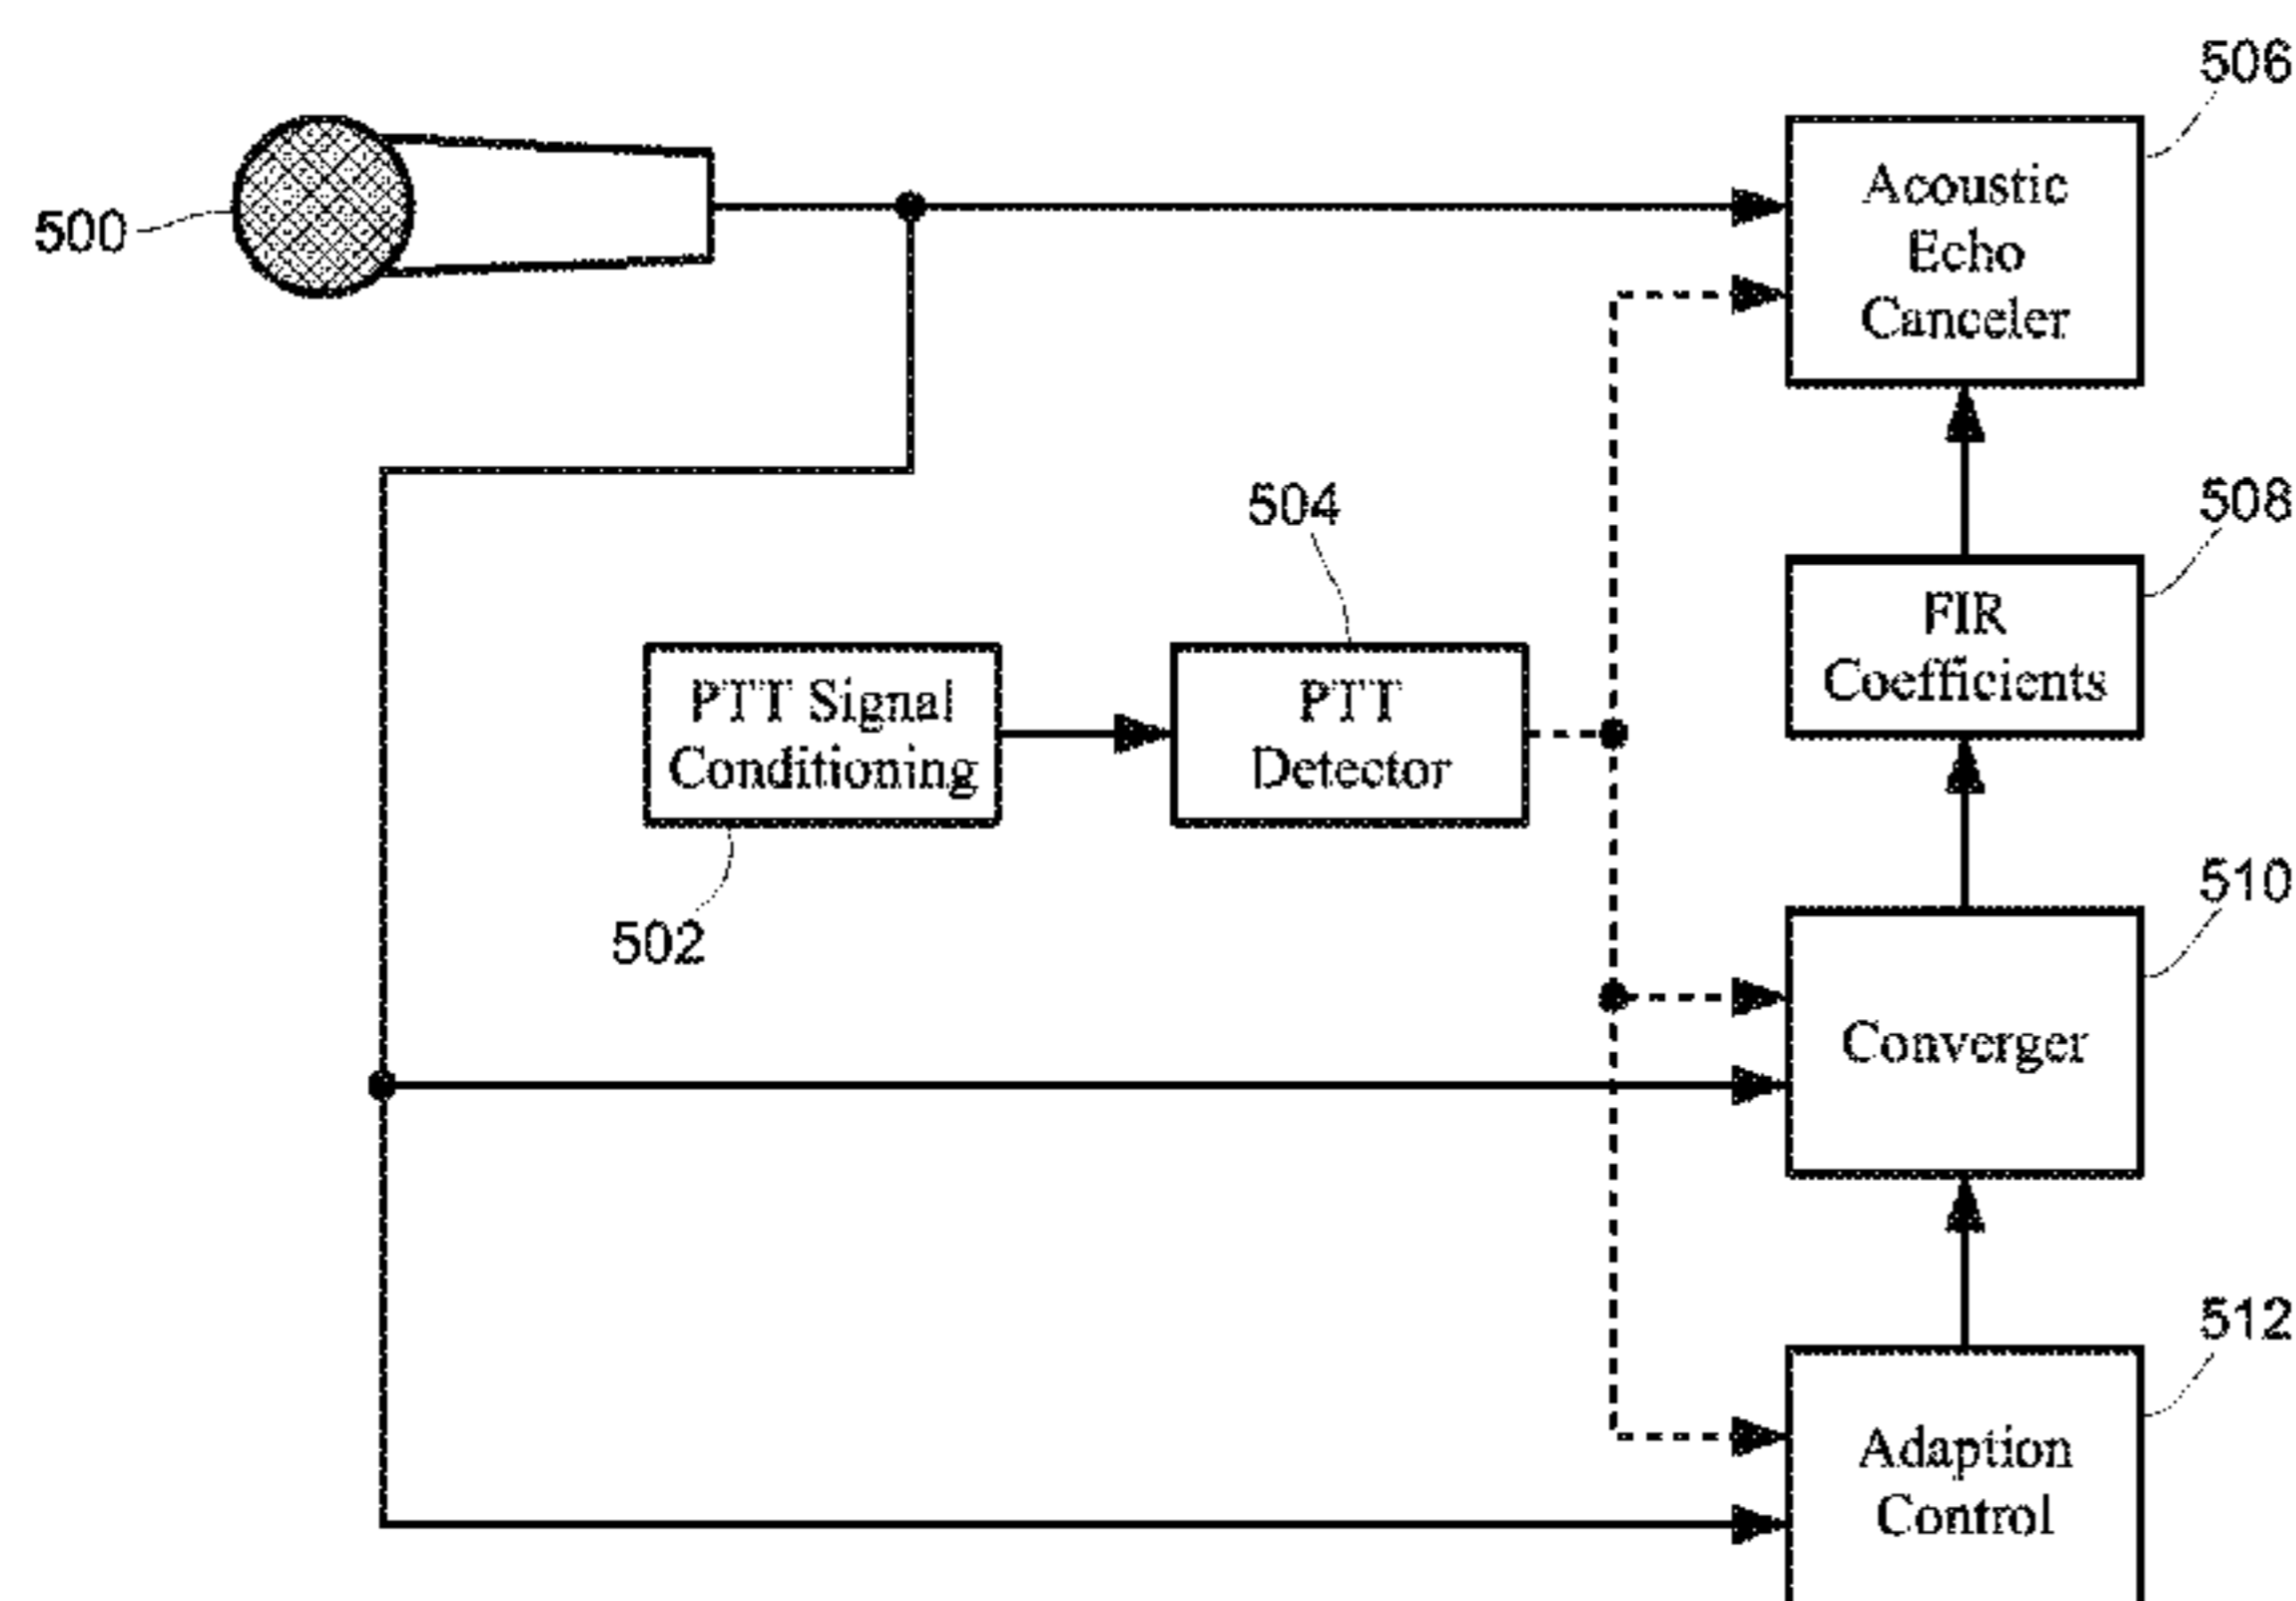 506
Acoustic
Echo
Canceler
500
504
508
FIR
Coefficients
PTT Signal
Conditioning
PTT
Detector
502
510
Converger
512
Adaption
Control